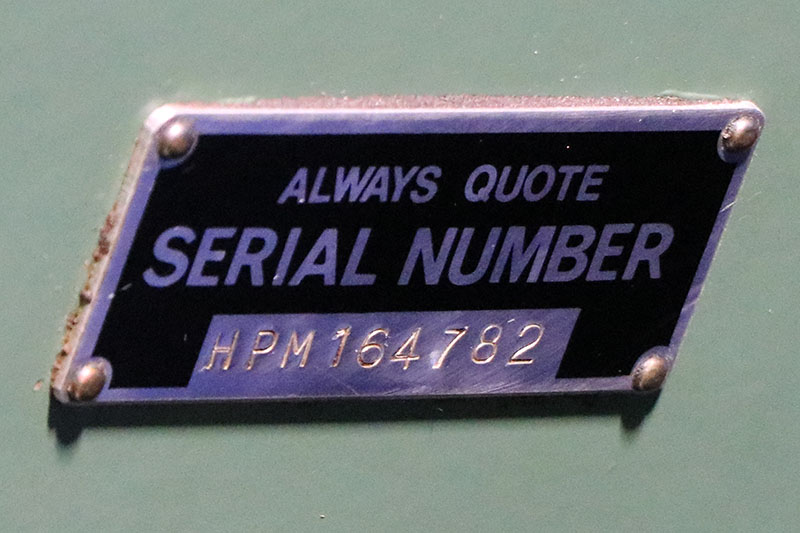 ALWAYS QUOTE
SERIAL NUMBER
HPM164782